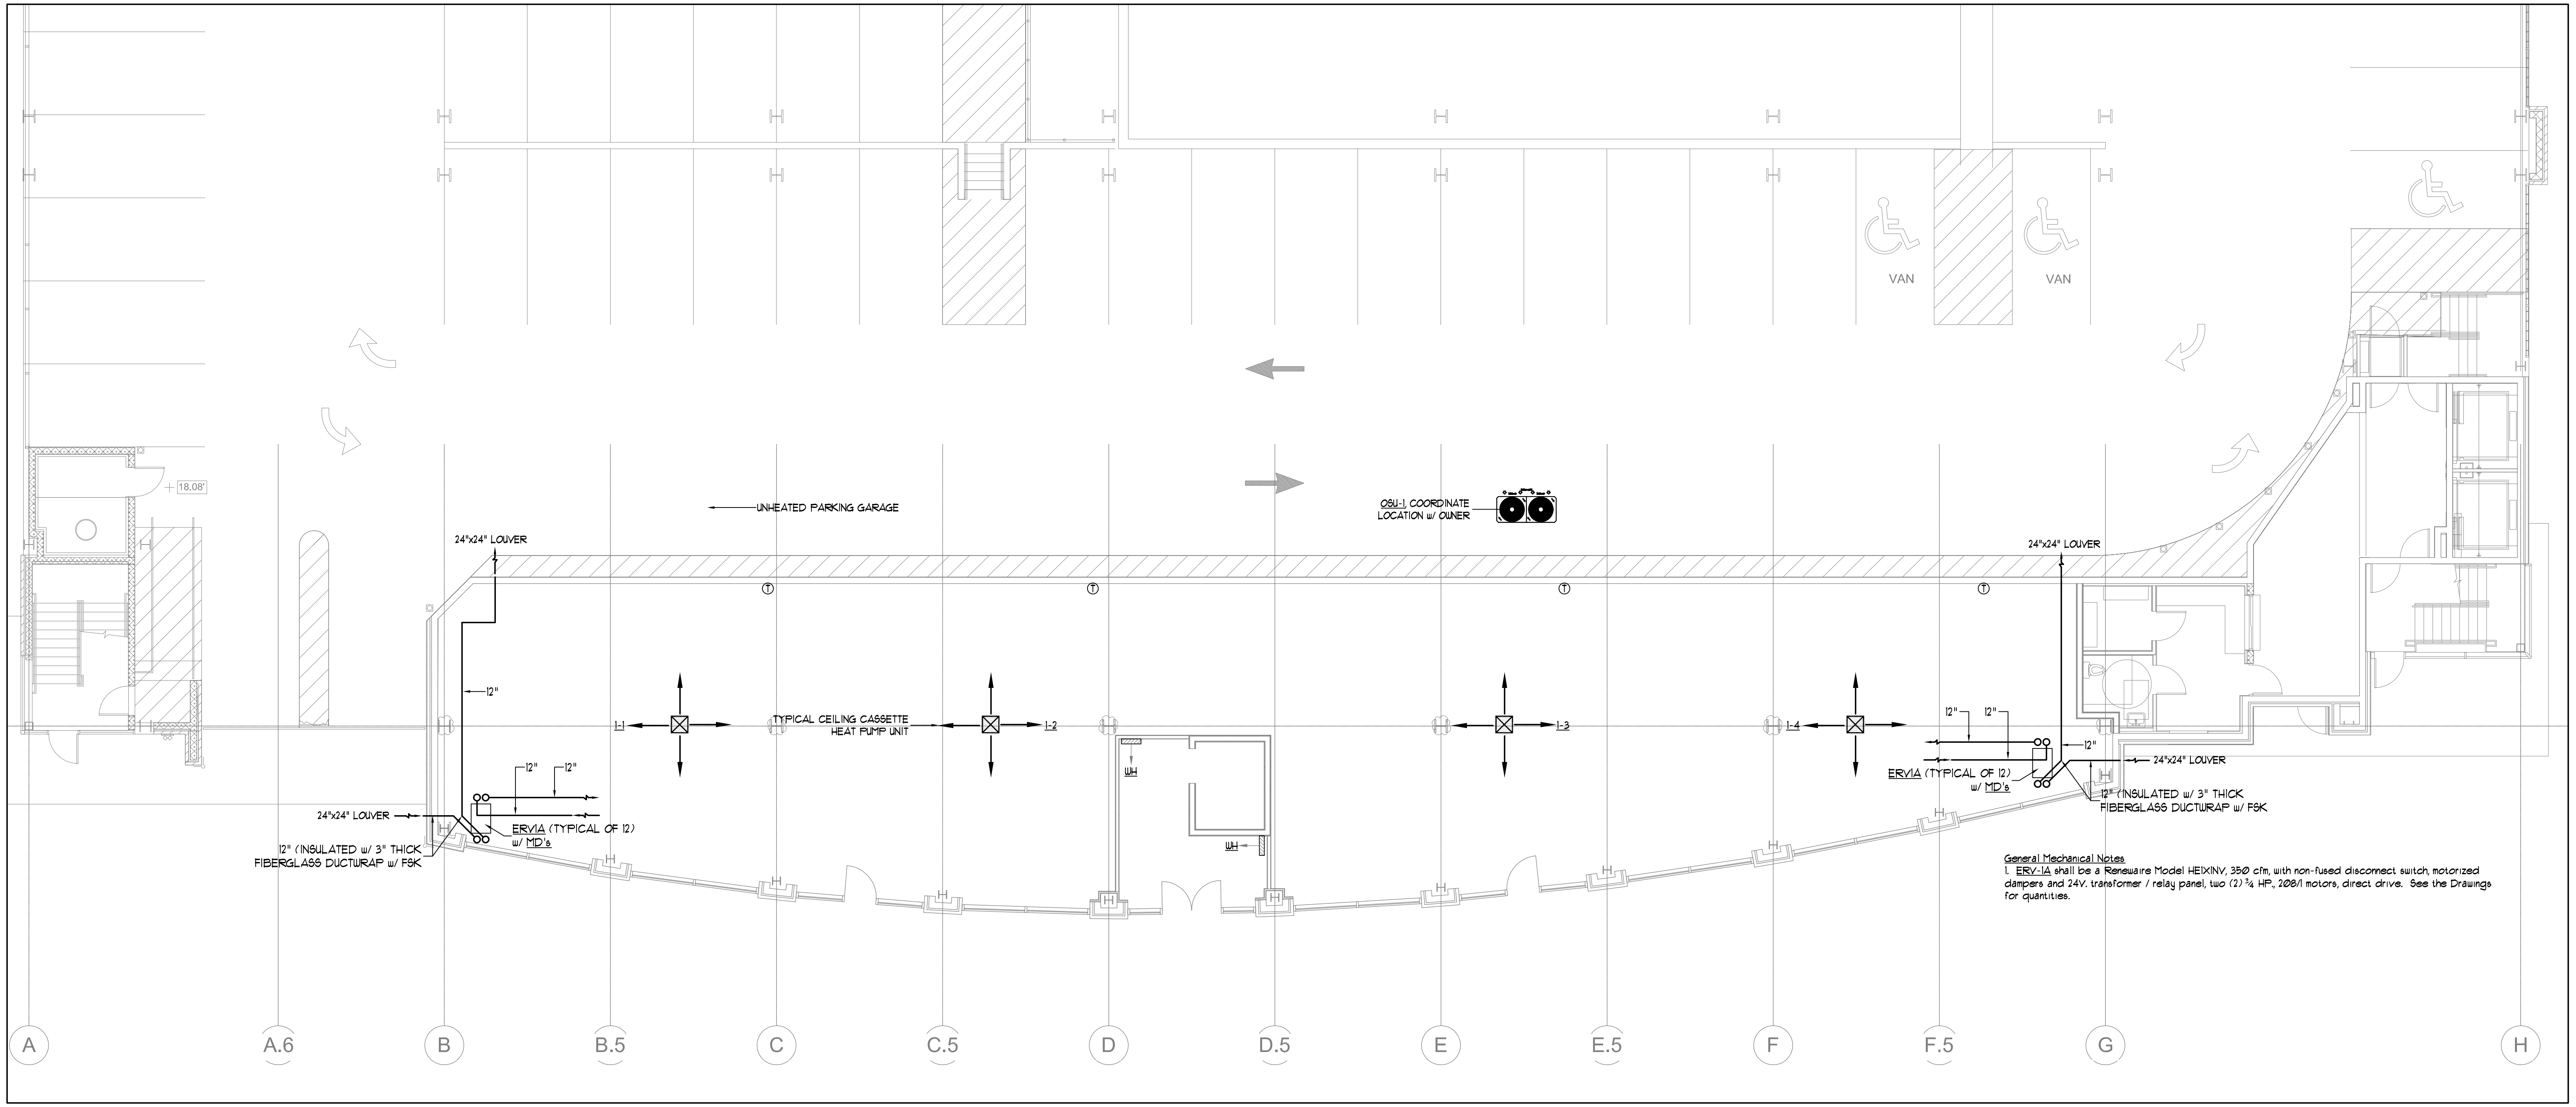 VAN
VAN
18.08'
UNHEATED PARKING GARAGE
OSU-1, COORDINATE
LOCATION w/ OWNER
24"x24" LOUVER
24"x24" LOUVER
T
T
T
T
12"
1-1
TYPICAL CEILING CASSETTE
HEAT PUMP UNIT
1-2
1-3
1-4
12"
12"
12"
WH
12"
12"
24"x24" LOUVER
ERV1A (TYPICAL OF 12)
w/ MD's
24"x24" LOUVER
ERV1A (TYPICAL OF 12)
w/ MD's
12" (INSULATED w/ 3" THICK
FIBERGLASS DUCTWRAP w/ FSK
12" (INSULATED w/ 3" THICK
FIBERGLASS DUCTWRAP w/ FSK
WH
General Mechanical Notes
1. ERV-1A shall be a Renewaire Model HE1XINV, 350 cfm, with non-fused disconnect switch, motorized
dampers and 24V. transformer / relay panel, two (2) ¾ HP., 208/1 motors, direct drive. See the Drawings
for quantities.
A
A.6
B
B.5
C
C.5
D
D.5
E
E.5
F
F.5
G
H